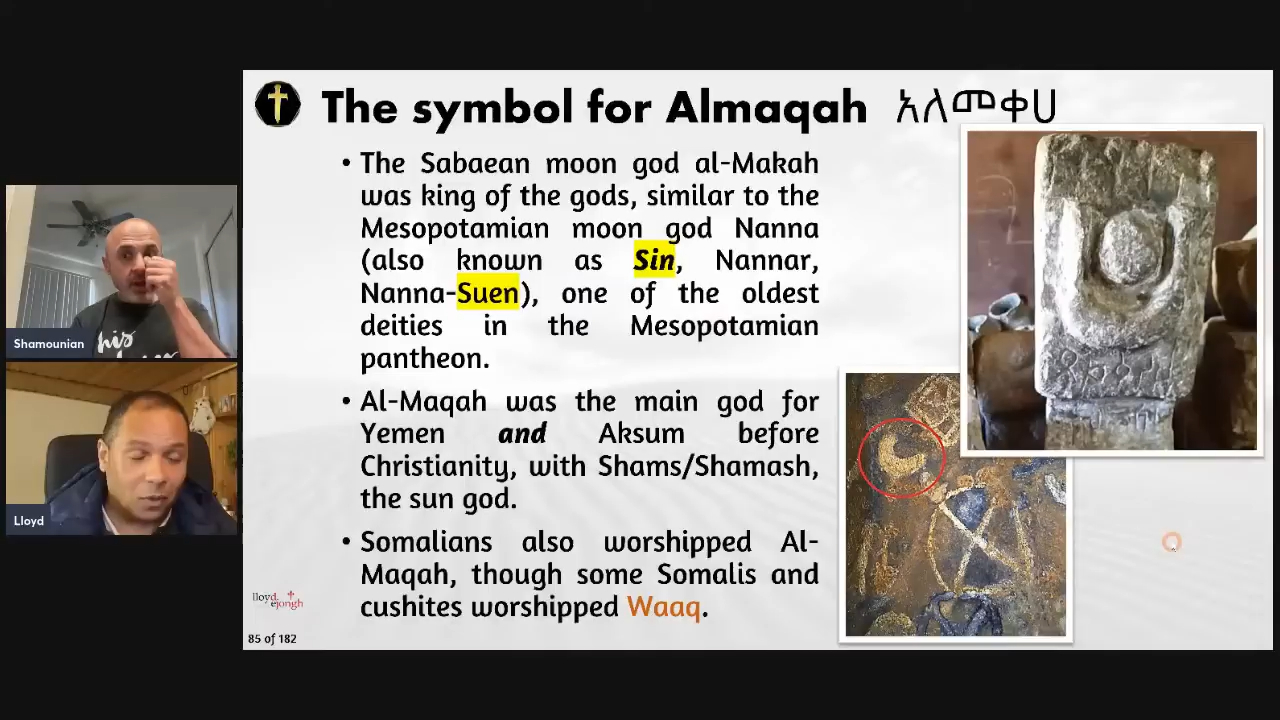 The symbol for Almaqah አለመቀሀ
• The Sabaean moon god al-Makah
was king of the gods, similar to the
Mesopotamian moon god Nanna
(also known as Sin, Nannar,
Nanna-Suen), one of the oldest
deities in the Mesopotamian
pantheon.
• Al-Maqah was the main god for
Yemen and Aksum before
Christianity, with Shams/Shamash,
the sun god.
• Somalians also worshipped Al-
Maqah, though some Somalis and
cushites worshipped Waaq.
Shamounian
Lloyd
lloyd
ejongh
85 of 182